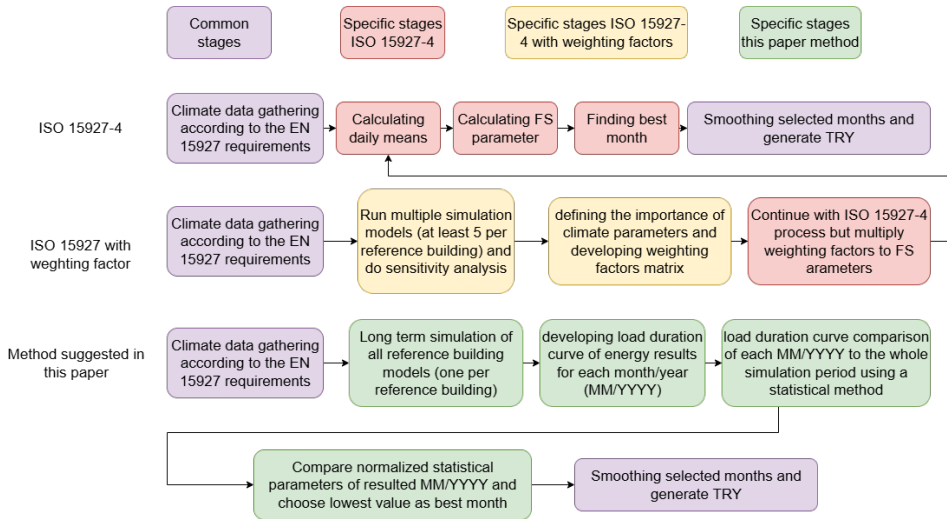 Common
stages
Specific stages
ISO 15927-4
Specific stages ISO 15927-
4 with weighting factors
Specific stages
this paper method
ISO 15927-4
Climate data gathering
according to the EN
15927 requirements
Calculating
daily means
Calculating FS
parameter
Finding best
month
Smoothing selected months and
generate TRY
ISO 15927 with
weghting factor
Climate data gathering
according to the EN
15927 requirements
Run multiple simulation
models (at least 5 per
reference building) and
do sensitivity analysis
defining the importance of
climate parameters and
developing weighting
factors matrix
Continue with ISO 15927-4
process but multiply
weighting factors to FS
arameters
Method suggested in
this paper
Climate data gathering
according to the EN
15927 requirements
Long term simulation of
all reference building
models (one per
reference building)
developing load duration
curve of energy results
for each month/year
(MM/YYYY)
load duration curve comparison
of each MM/YYYY to the whole
simulation period using a
statistical method
Compare normalized statistical
parameters of resulted MM/YYYY and
choose lowest value as best month
Smoothing selected months and
generate TRY